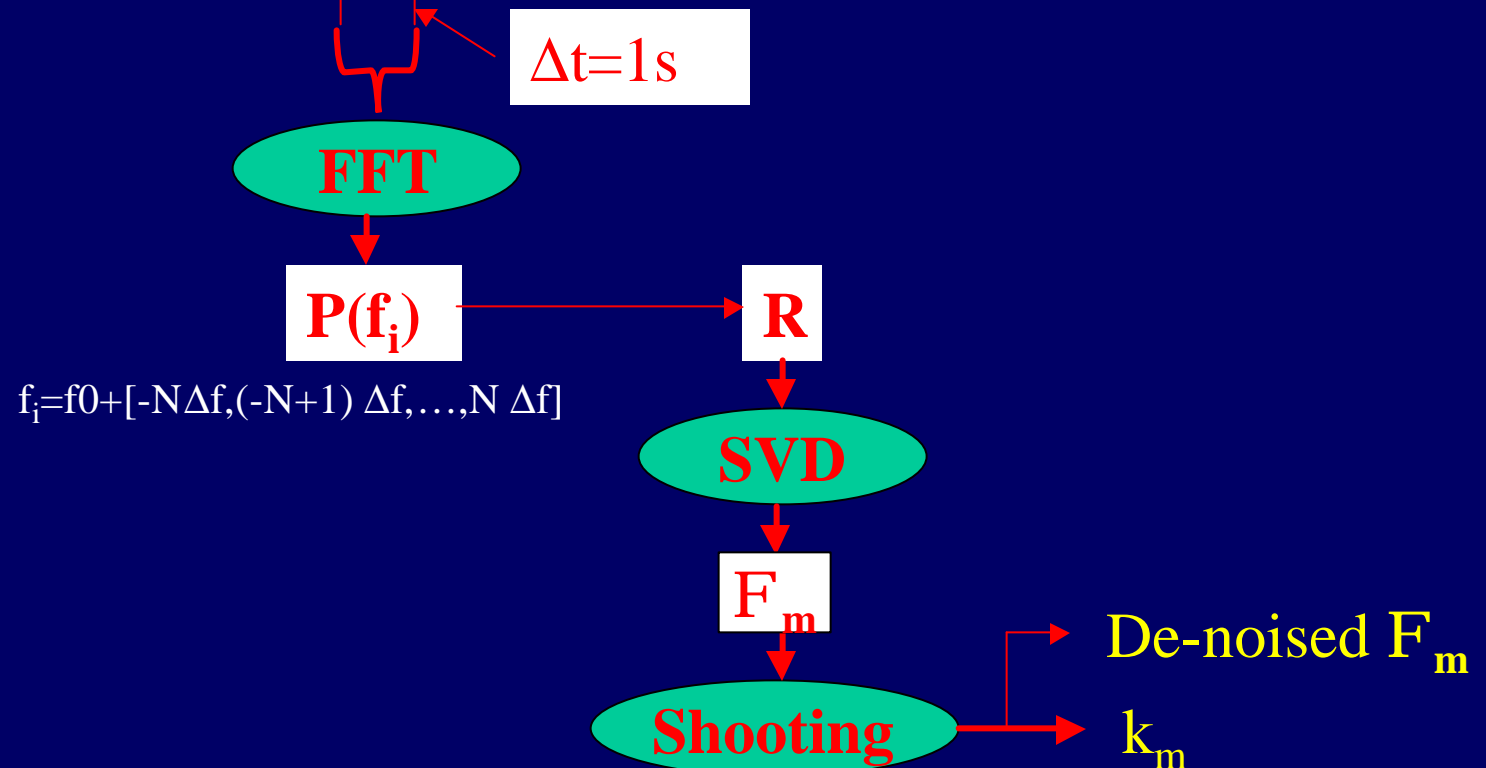 Δt=1s
FFT
P(fᵢ)
R
fᵢ=f0+[-NΔf,(-N+1) Δf,…,N Δf]
SVD
Fₘ
De-noised Fₘ
Shooting
kₘ